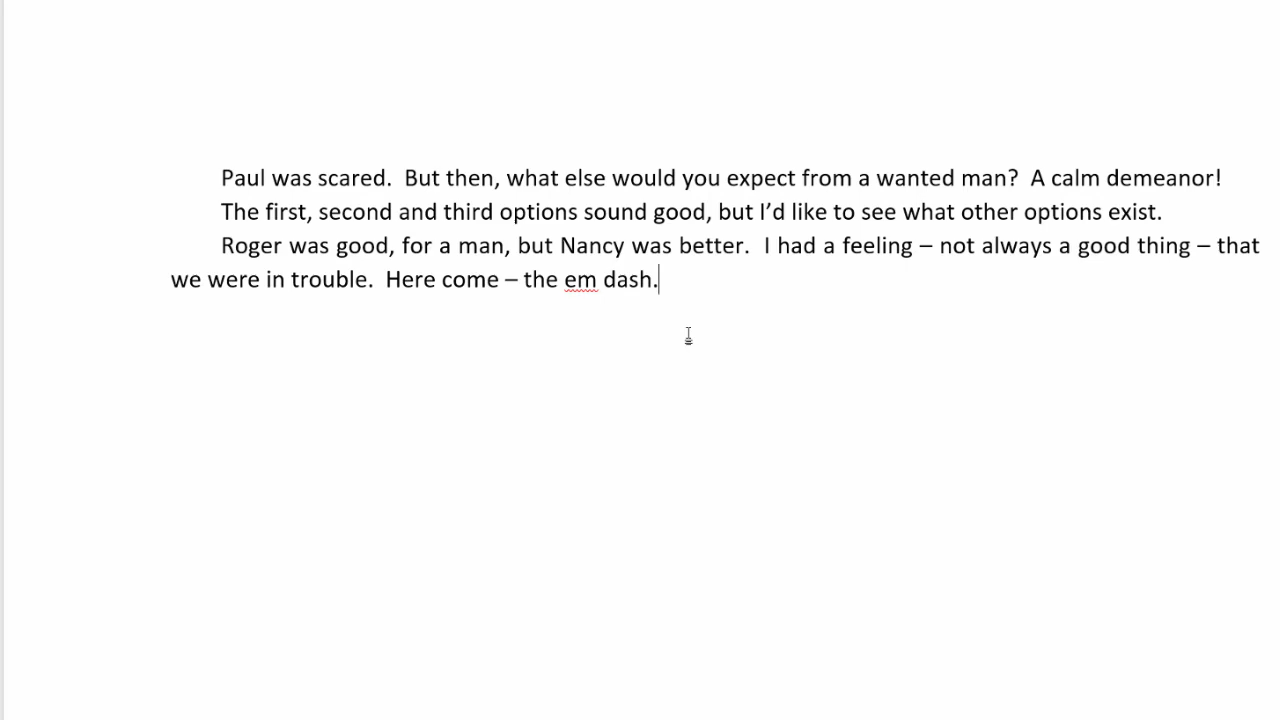 Paul was scared.  But then, what else would you expect from a wanted man?  A calm demeanor!
The first, second and third options sound good, but I’d like to see what other options exist.
Roger was good, for a man, but Nancy was better.  I had a feeling – not always a good thing – that
we were in trouble.  Here come – the em dash.